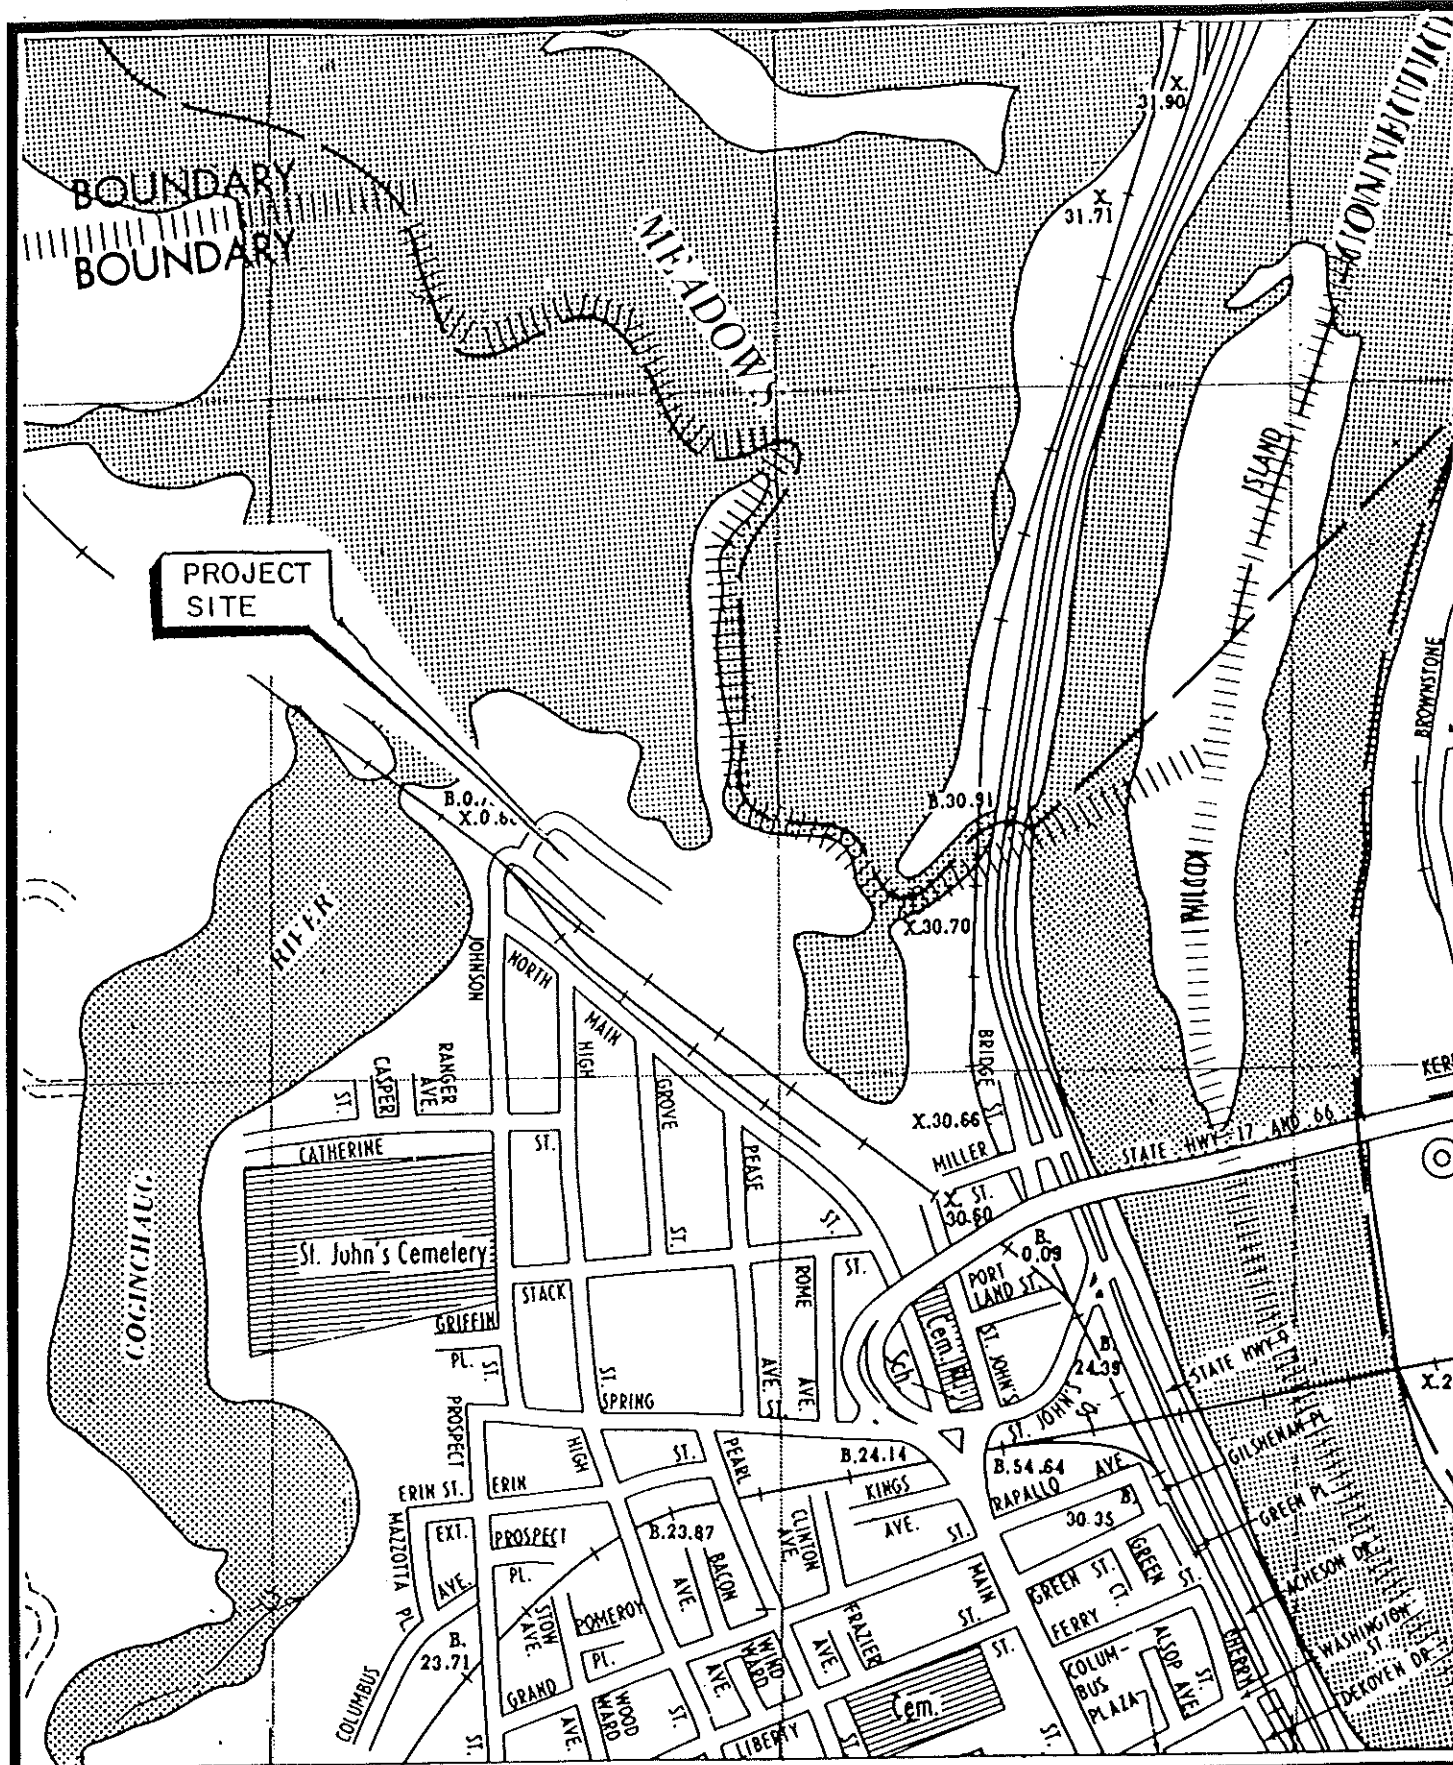 BOUNDARY
BOUNDARY
MEADOWS
X.
31.90
X.
31.71
ISLAND
WILCOX
BROWNSTONE
PROJECT
SITE
RIVER
COGINCHAUG
B.30.91
X.30.70
X.30.66
X.
30.60
B.
0.09
B.
24.39
B.24.14
B.54.64
30.35
B.
B.23.87
B.
23.71
JOHNSON
NORTH
MAIN
HIGH
GROVE
ST.
PEASE
ST.
BRIDGE ST.
MILLER
ST.
STATE HWY 17 AND 66
CASPER
ST.
RANGER
AVE.
CATHERINE
ST.
St. John's Cemetery
GRIFFIN
PL.
ST.
STACK
ST.
ROME
AVE.
AVE.
ST.
SPRING
ST.
PORT
LAND ST.
ST. JOHN'S
Cem.
Sch.
ST. JOHN'S
SQ.
STATE HWY 9
GILSHENAN PL.
GREEN PL.
ACHESON DR.
WASHINGTON
ST.
DEKOVEN DR.
PROSPECT
HIGH
ST.
PEARL
ERIN ST.
ERIN
EXT.
PROSPECT
PL.
MAZZOTTA PL.
AVE.
KINGS
AVE.
CLINTON
AVE.
RAPALLO
AVE.
GREEN ST.
GREEN
CT.
FERRY
ST.
MAIN
ST.
ST.
STOW
AVE.
POMEROY
PL.
BACON
AVE.
FRAZIER
AVE.
WIND
WARD
AVE.
WOOD
WARD
ST.
GRAND
AVE.
ST.
COLUMBUS
LIBERTY
ST.
Cem.
ST.
COLUM-
BUS
PLAZA
ALSOP AVE.
ST.
CHERRY